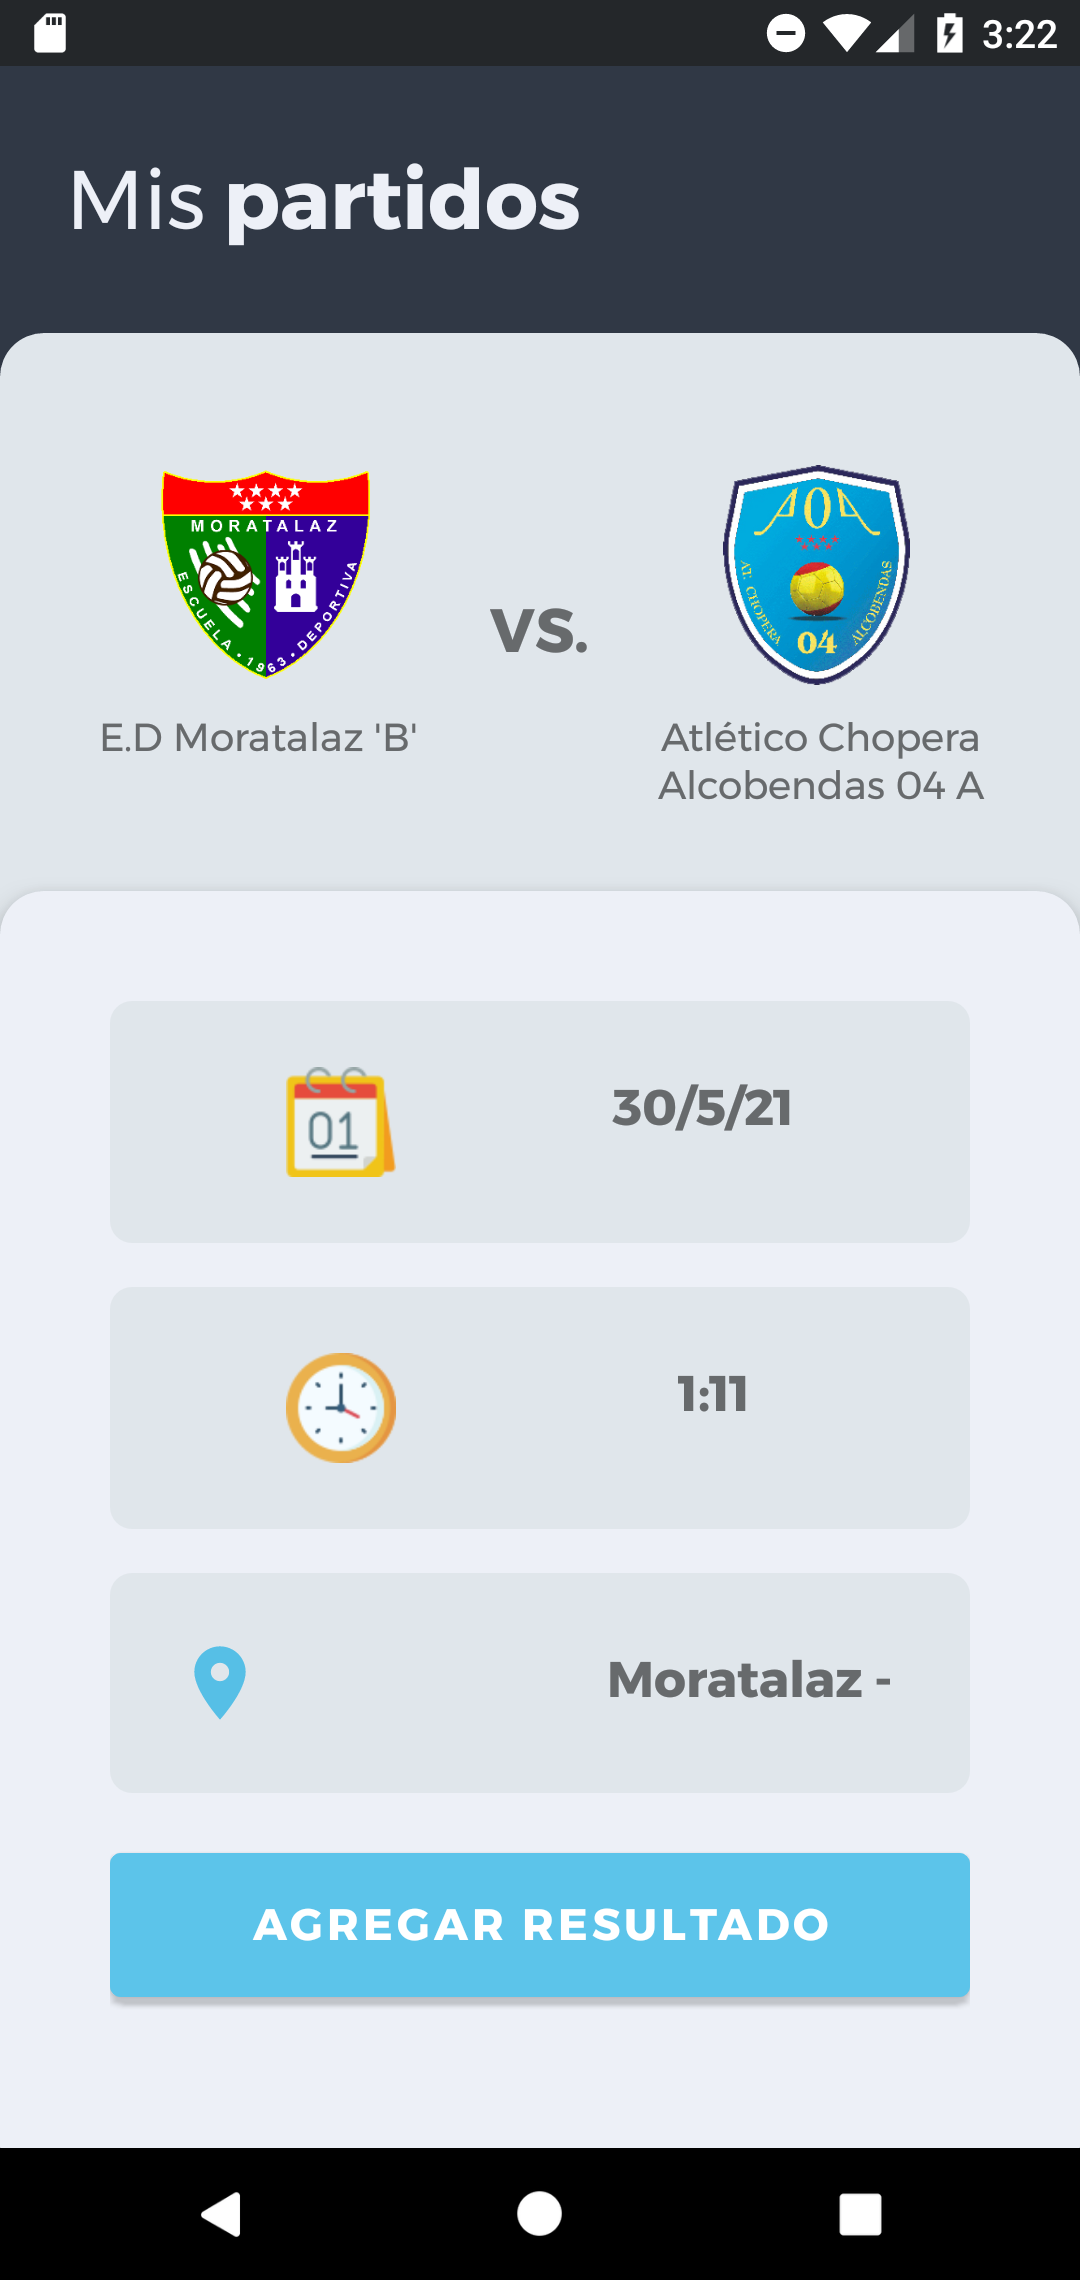 3:22
Mis partidos
MORATALAZ
ESCUELA • 1963 • DEPORTIVA
AT. CHOPERA
ALCOBENDAS
04
vs.
E.D Moratalaz 'B'
Atlético Chopera
Alcobendas 04 A
01
30/5/21
1:11
Moratalaz -
AGREGAR RESULTADO